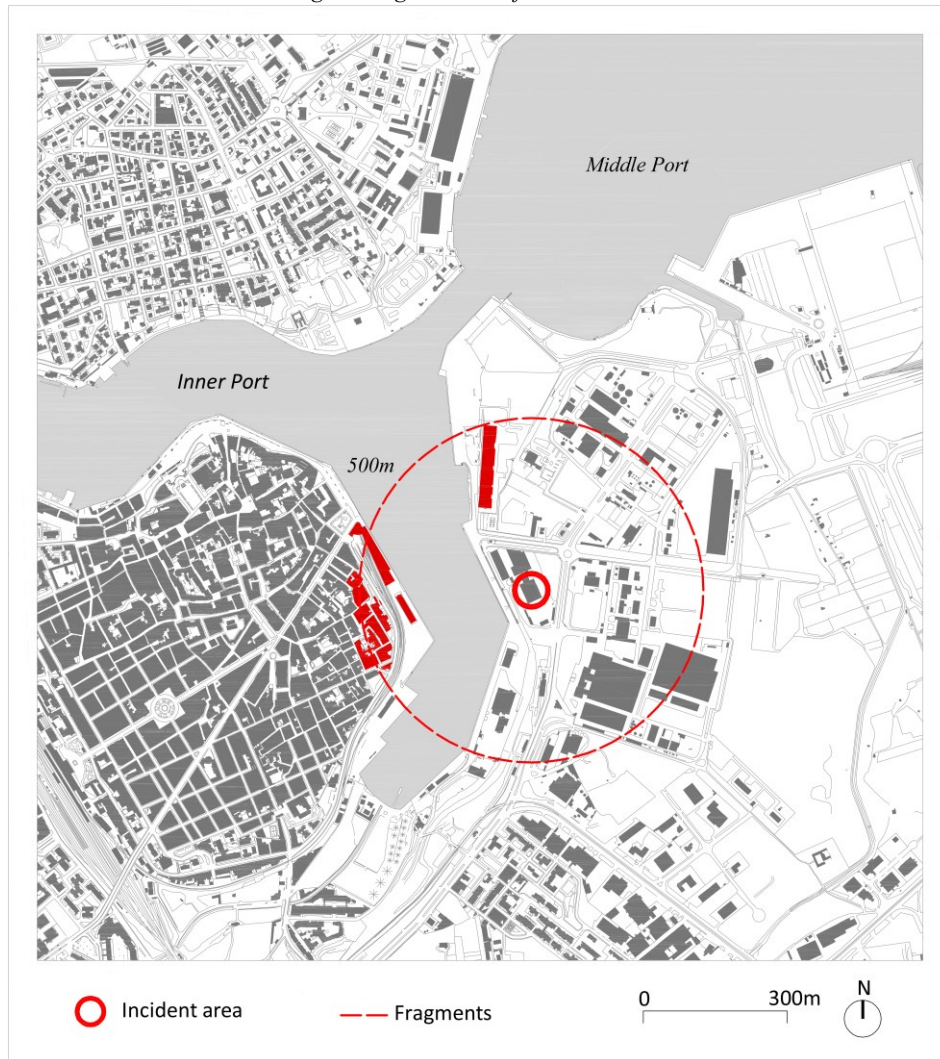 Middle Port
Inner Port
500m
Incident area
Fragments
0 300m
N